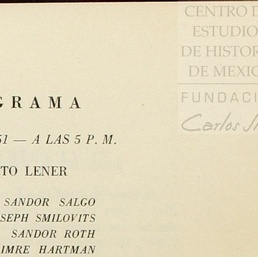 CENTRO D
ESTUDIO
DE HISTOR
DE MEXIC
FUNDACI
Carlos Sl
GRAMA
51 — A LAS 5 P. M.
TO LENER
SANDOR SALGO
SEPH SMILOVITS
SANDOR ROTH
IMRE HARTMAN